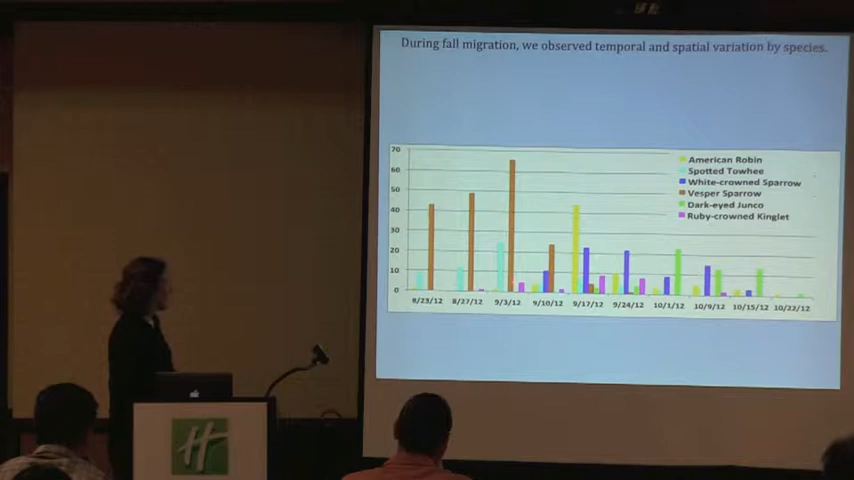 During fall migration, we observed temporal and spatial variation by species.
70
60
50
40
30
20
10
0
American Robin
Spotted Towhee
White-crowned Sparrow
Vesper Sparrow
Dark-eyed Junco
Ruby-crowned Kinglet
8/23/12 8/27/12 9/3/12 9/10/12 9/17/12 9/24/12 10/1/12 10/9/12 10/15/12 10/22/12
H